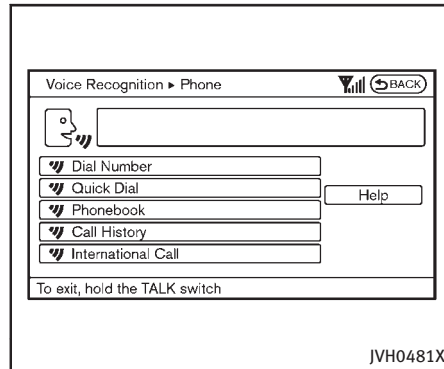 Voice Recognition ▸ Phone BACK
Dial Number
Quick Dial
Help
Phonebook
Call History
International Call
To exit, hold the TALK switch
JVH0481X